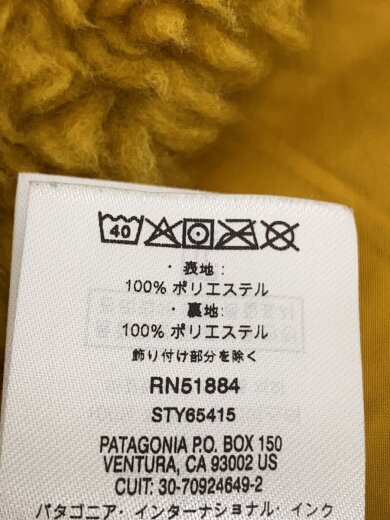 40
・ 表地 :
100% ポリエステル
・ 裏地 :
100% ポリエステル
飾り付け部分を除く
RN51884
STY65415
PATAGONIA P.O. BOX 150
VENTURA, CA 93002 US
CUIT: 30-70924649-2
パタゴニア・インターナショナル・インク